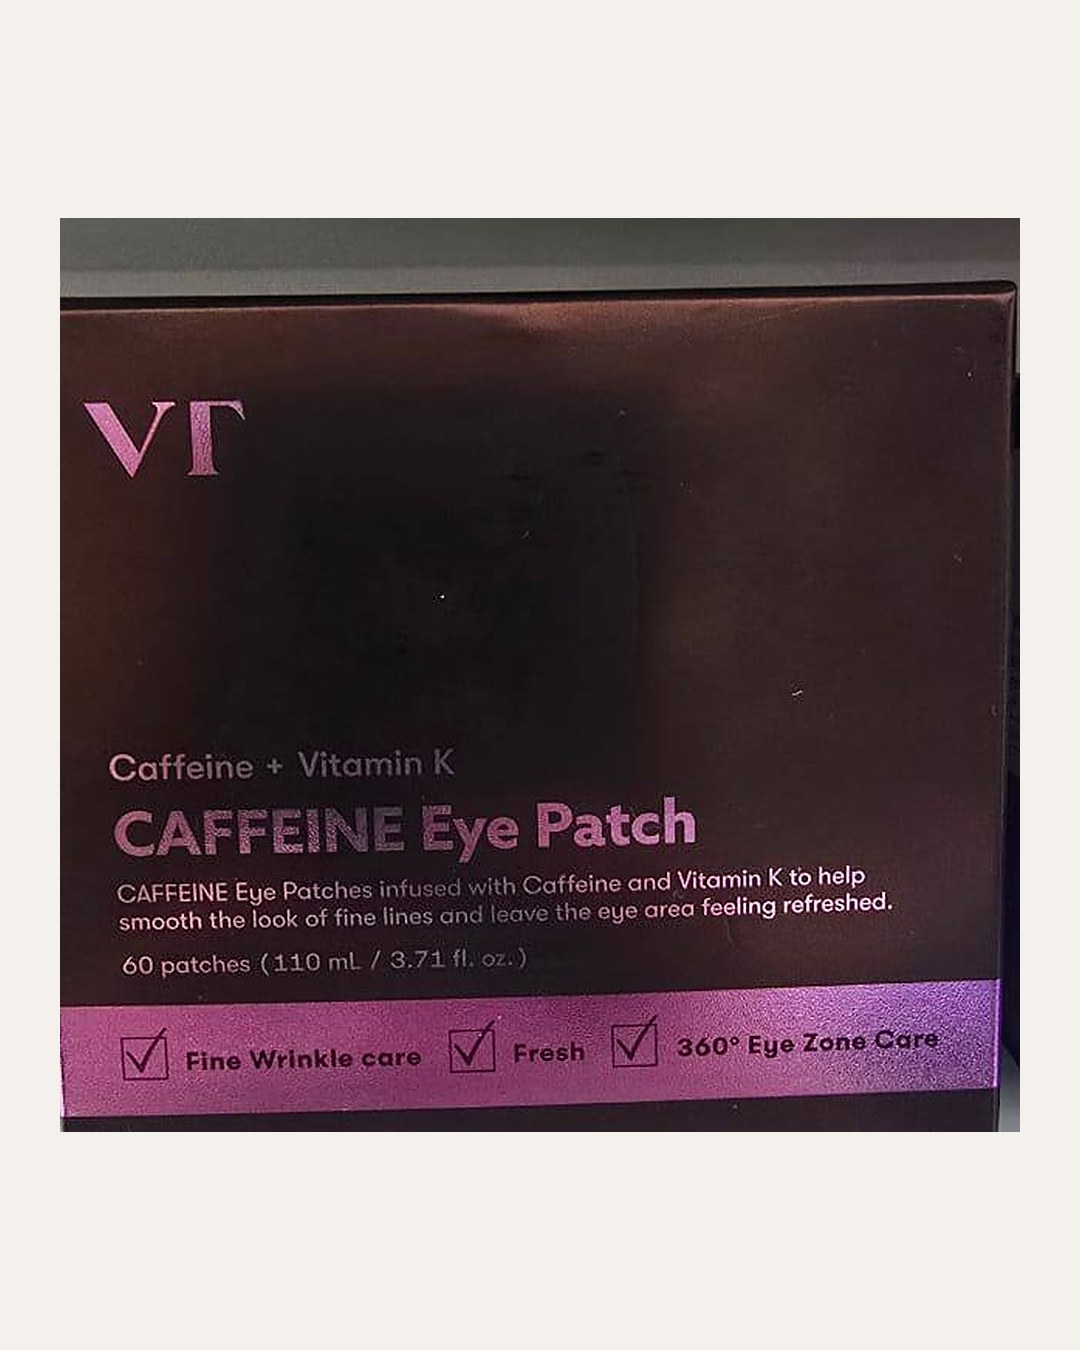 VT
Caffeine + Vitamin K
CAFFEINE Eye Patch
CAFFEINE Eye Patches infused with Caffeine and Vitamin K to help
smooth the look of fine lines and leave the eye area feeling refreshed.
60 patches (110 mL / 3.71 fl. oz.)
Fine Wrinkle care Fresh 360° Eye Zone Care